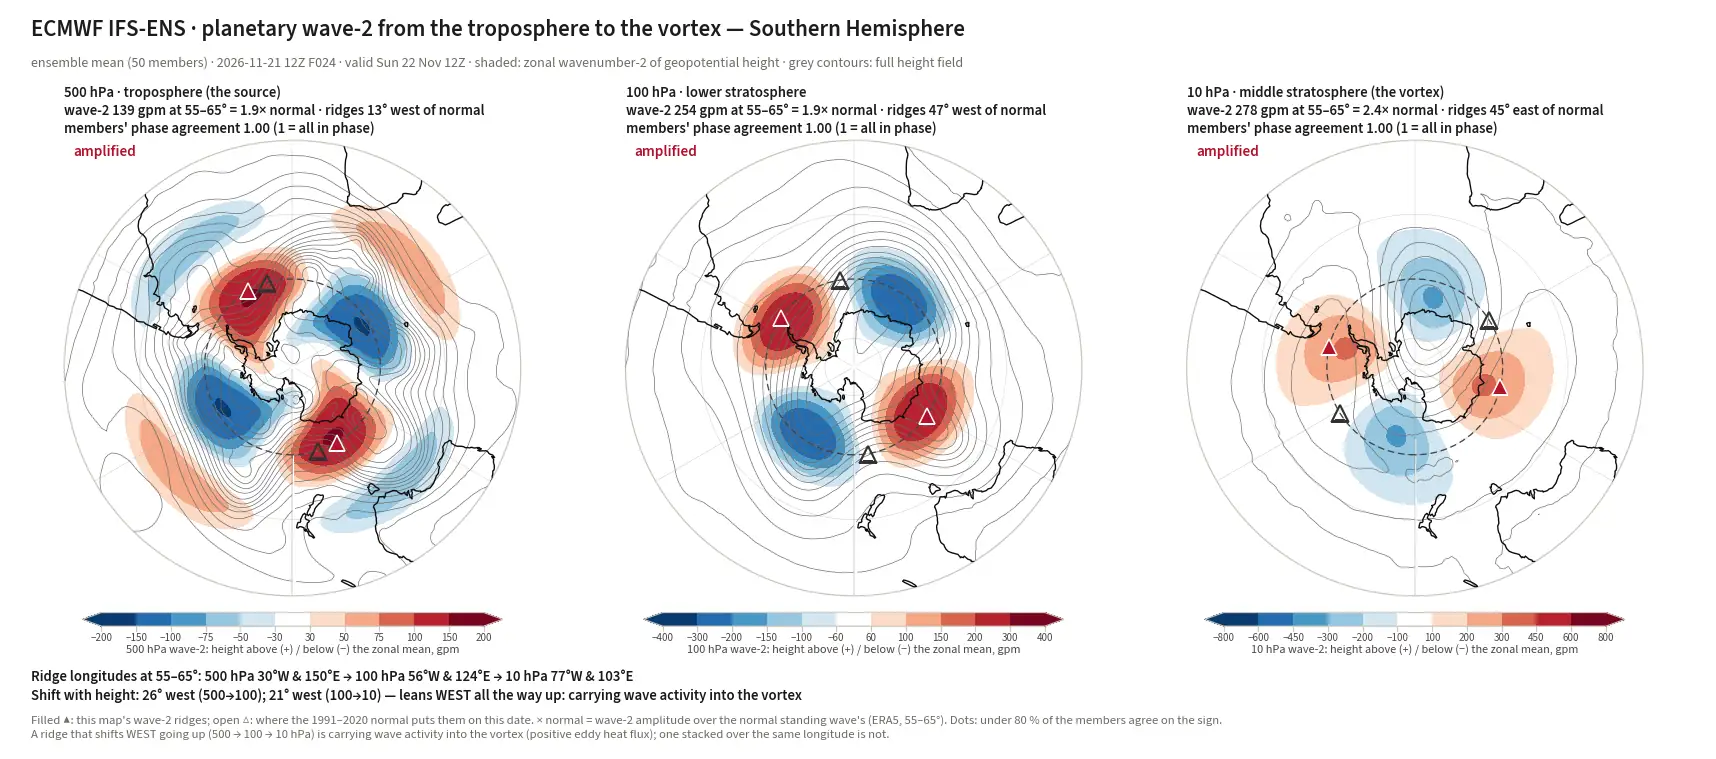 ECMWF IFS-ENS · planetary wave-2 from the troposphere to the vortex — Southern Hemisphere
ensemble mean (50 members) · 2026-11-21 12Z F024 · valid Sun 22 Nov 12Z · shaded: zonal wavenumber-2 of geopotential height · grey contours: full height field
500 hPa · troposphere (the source)
wave-2 139 gpm at 55–65° = 1.9× normal · ridges 13° west of normal
members' phase agreement 1.00 (1 = all in phase)
amplified
100 hPa · lower stratosphere
wave-2 254 gpm at 55–65° = 1.9× normal · ridges 47° west of normal
members' phase agreement 1.00 (1 = all in phase)
amplified
10 hPa · middle stratosphere (the vortex)
wave-2 278 gpm at 55–65° = 2.4× normal · ridges 45° east of normal
members' phase agreement 1.00 (1 = all in phase)
amplified
−200 −150 −100 −75 −50 −30 30 50 75 100 150 200
500 hPa wave-2: height above (+) / below (−) the zonal mean, gpm
−400 −300 −200 −150 −100 −60 60 100 150 200 300 400
100 hPa wave-2: height above (+) / below (−) the zonal mean, gpm
−800 −600 −450 −300 −200 −100 100 200 300 450 600 800
10 hPa wave-2: height above (+) / below (−) the zonal mean, gpm
Ridge longitudes at 55–65°: 500 hPa 30°W & 150°E → 100 hPa 56°W & 124°E → 10 hPa 77°W & 103°E
Shift with height: 26° west (500→100); 21° west (100→10) — leans WEST all the way up: carrying wave activity into the vortex
Filled ▲: this map's wave-2 ridges; open △: where the 1991–2020 normal puts them on this date. × normal = wave-2 amplitude over the normal standing wave's (ERA5, 55–65°). Dots: under 80 % of the members agree on the sign.
A ridge that shifts WEST going up (500 → 100 → 10 hPa) is carrying wave activity into the vortex (positive eddy heat flux); one stacked over the same longitude is not.